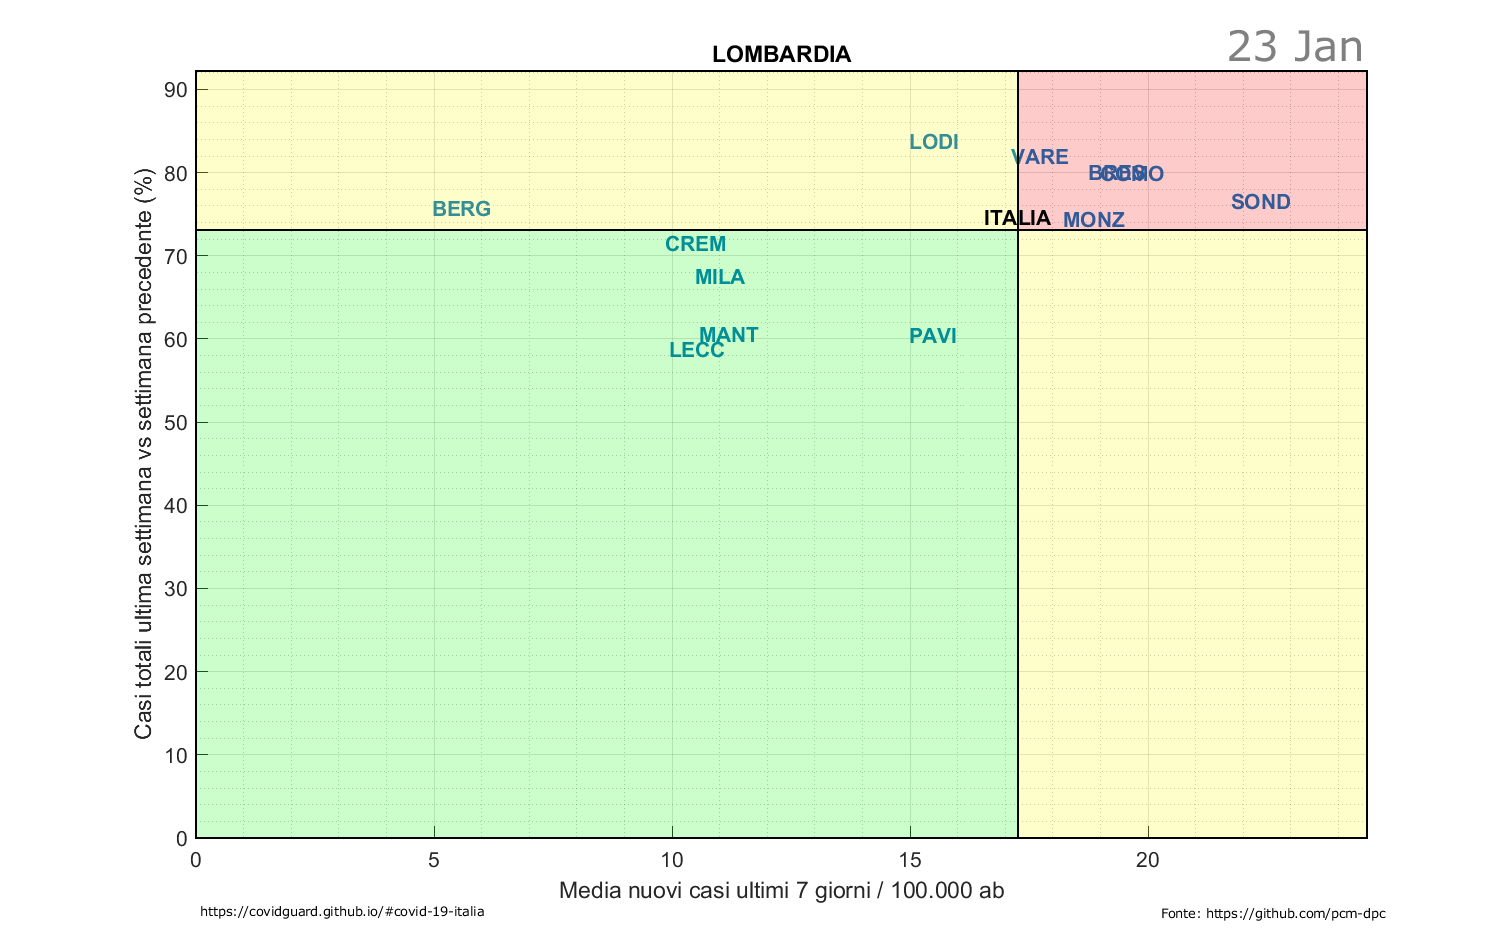 LOMBARDIA
23 Jan
90
80
70
60
50
40
30
20
10
0
Casi totali ultima settimana vs settimana precedente (%)
LODI
VARE
BRES
COMO
SOND
BERG
ITALIA
MONZ
CREM
MILA
MANT
PAVI
LECC
0
5
10
15
20
Media nuovi casi ultimi 7 giorni / 100.000 ab
https://covidguard.github.io/#covid-19-italia
Fonte: https://github.com/pcm-dpc